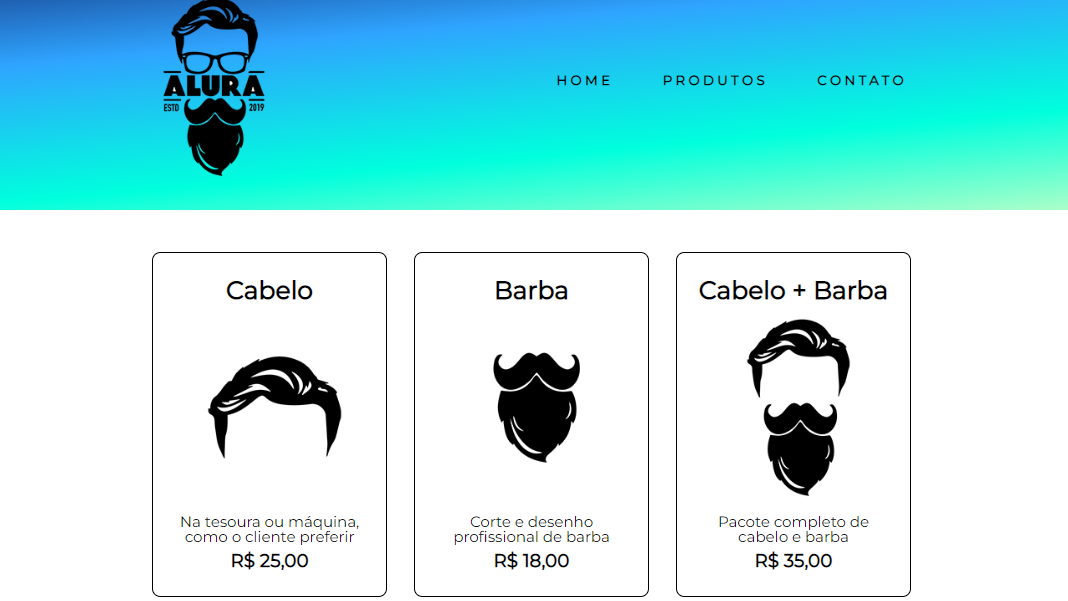 ALURA
ESTD 2019
HOME PRODUTOS CONTATO
Cabelo
Na tesoura ou máquina,
como o cliente preferir
R$ 25,00
Barba
Corte e desenho
profissional de barba
R$ 18,00
Cabelo + Barba
Pacote completo de
cabelo e barba
R$ 35,00